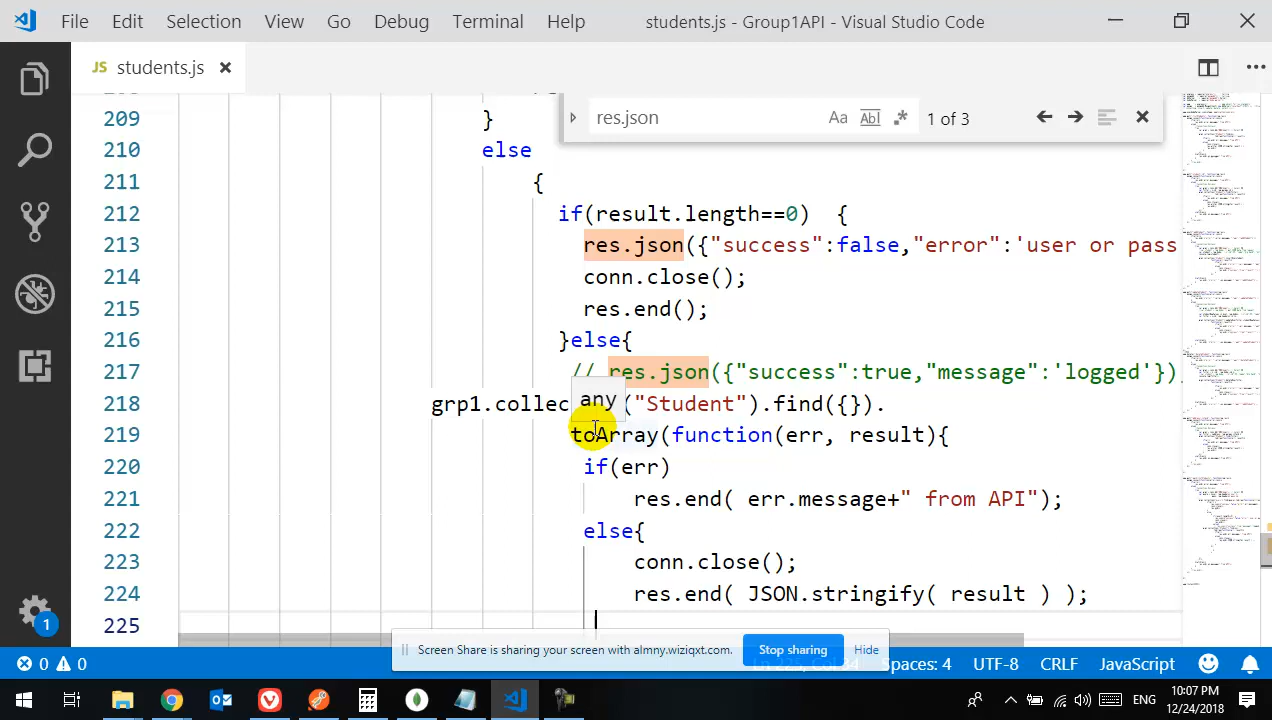 File Edit Selection View Go Debug Terminal Help students.js - Group1API - Visual Studio Code
JS students.js
res.json Aa Abl .* 1 of 3
209 }
210 else
211 {
212 if(result.length==0) {
213 res.json({"success":false,"error":'user or pass
214 conn.close();
215 res.end();
216 }else{
217 // res.json({"success":true,"message":'logged'})
any
218 grp1.collec ("Student").find({}).
219 toArray(function(err, result){
220 if(err)
221 res.end( err.message+" from API");
222 else{
223 conn.close();
224 res.end( JSON.stringify( result ) );
225
1
Screen Share is sharing your screen with almny.wiziqxt.com. Stop sharing Hide
0 0 Spaces: 4 UTF-8 CRLF JavaScript
ENG 10:07 PM
12/24/2018